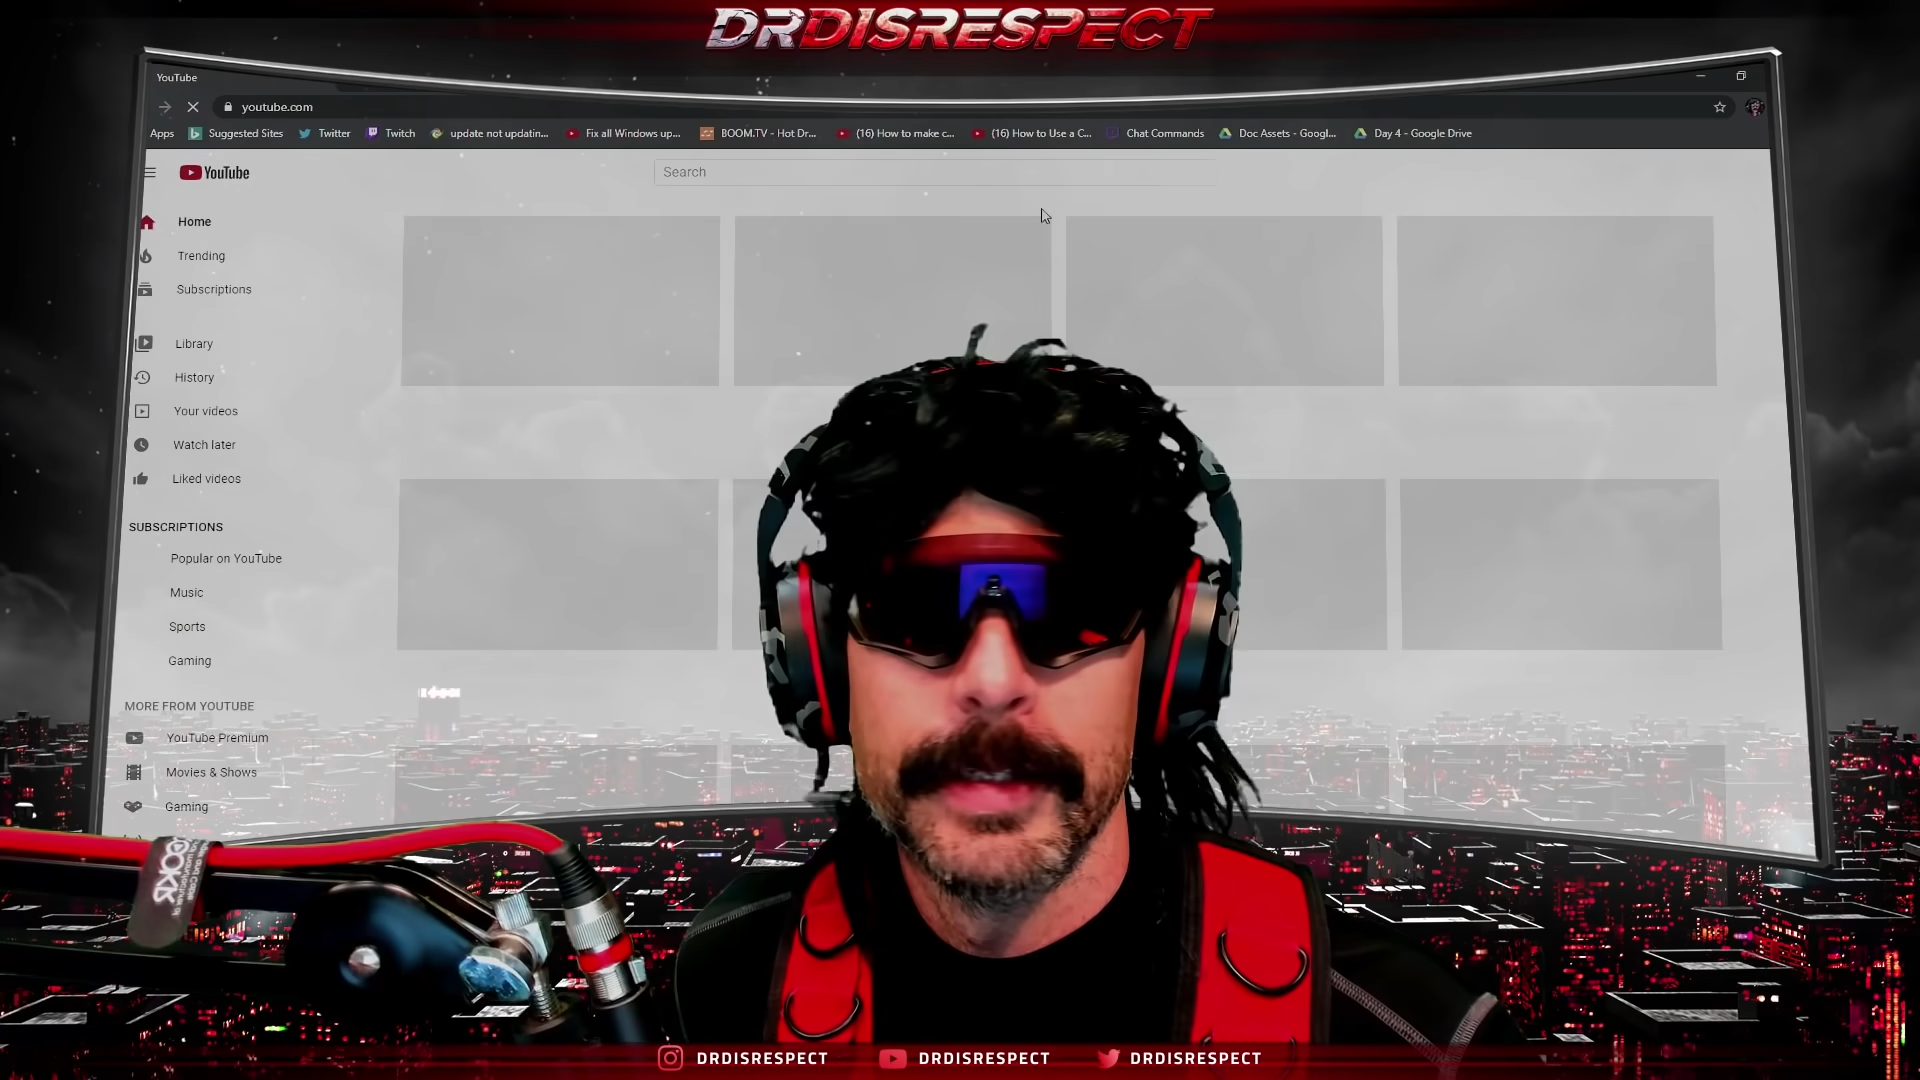 DRDISRESPECT
YouTube
youtube.com
Apps Suggested Sites Twitter Twitch update not updatin... Fix all Windows up... BOOM.TV - Hot Dr... (16) How to make c... (16) How to Use a C... Chat Commands Doc Assets - Googl... Day 4 - Google Drive
YouTube Search
Home
Trending
Subscriptions
Library
History
Your videos
Watch later
Liked videos
SUBSCRIPTIONS
Popular on YouTube
Music
Sports
Gaming
MORE FROM YOUTUBE
YouTube Premium
Movies & Shows
Gaming
DRDISRESPECT DRDISRESPECT DRDISRESPECT